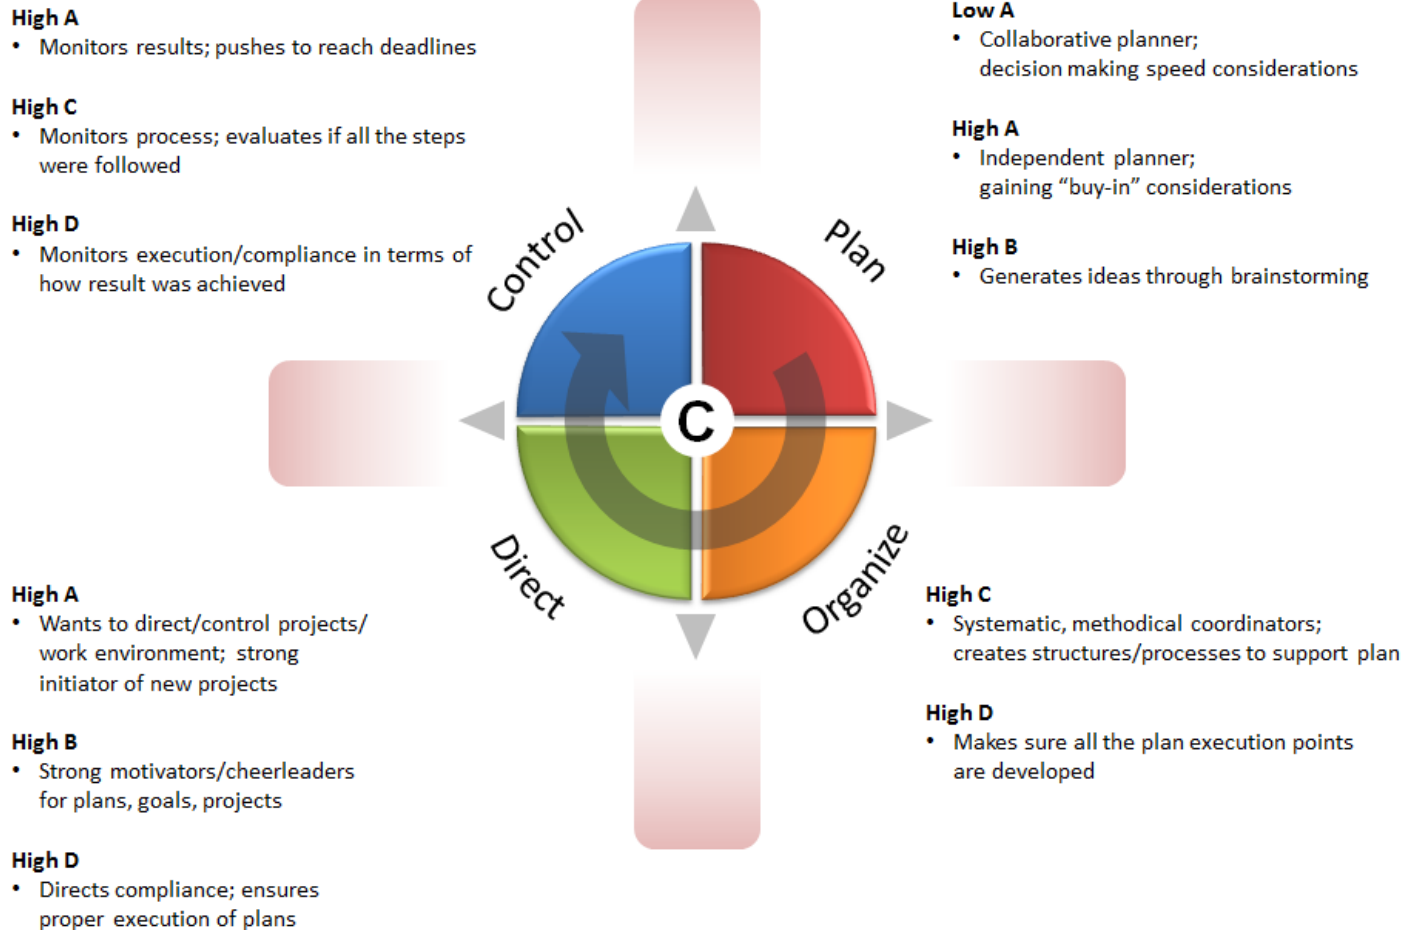 High A
• Monitors results; pushes to reach deadlines
High C
• Monitors process; evaluates if all the steps
were followed
High D
• Monitors execution/compliance in terms of
how result was achieved
Low A
• Collaborative planner;
decision making speed considerations
High A
• Independent planner;
gaining “buy-in” considerations
High B
• Generates ideas through brainstorming
Control
Plan
C
Direct
Organize
High A
• Wants to direct/control projects/
work environment; strong
initiator of new projects
High B
• Strong motivators/cheerleaders
for plans, goals, projects
High D
• Directs compliance; ensures
proper execution of plans
High C
• Systematic, methodical coordinators;
creates structures/processes to support plan
High D
• Makes sure all the plan execution points
are developed